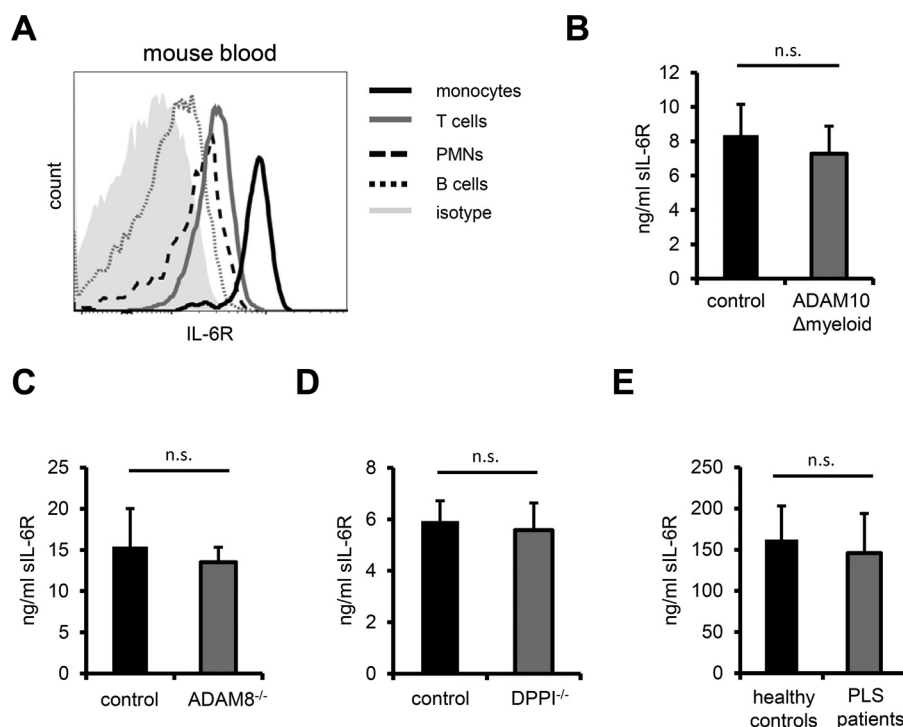 A
mouse blood
count
IL-6R
monocytes
T cells
PMNs
B cells
isotype
B
n.s.
ng/ml sIL-6R
12
10
8
6
4
2
0
control
ADAM10
Δmyeloid
C
n.s.
ng/ml sIL-6R
25
20
15
10
5
0
control
ADAM8-/-
D
n.s.
ng/ml sIL-6R
8
6
4
2
0
control
DPPI-/-
E
n.s.
ng/ml sIL-6R
250
200
150
100
50
0
healthy
controls
PLS
patients